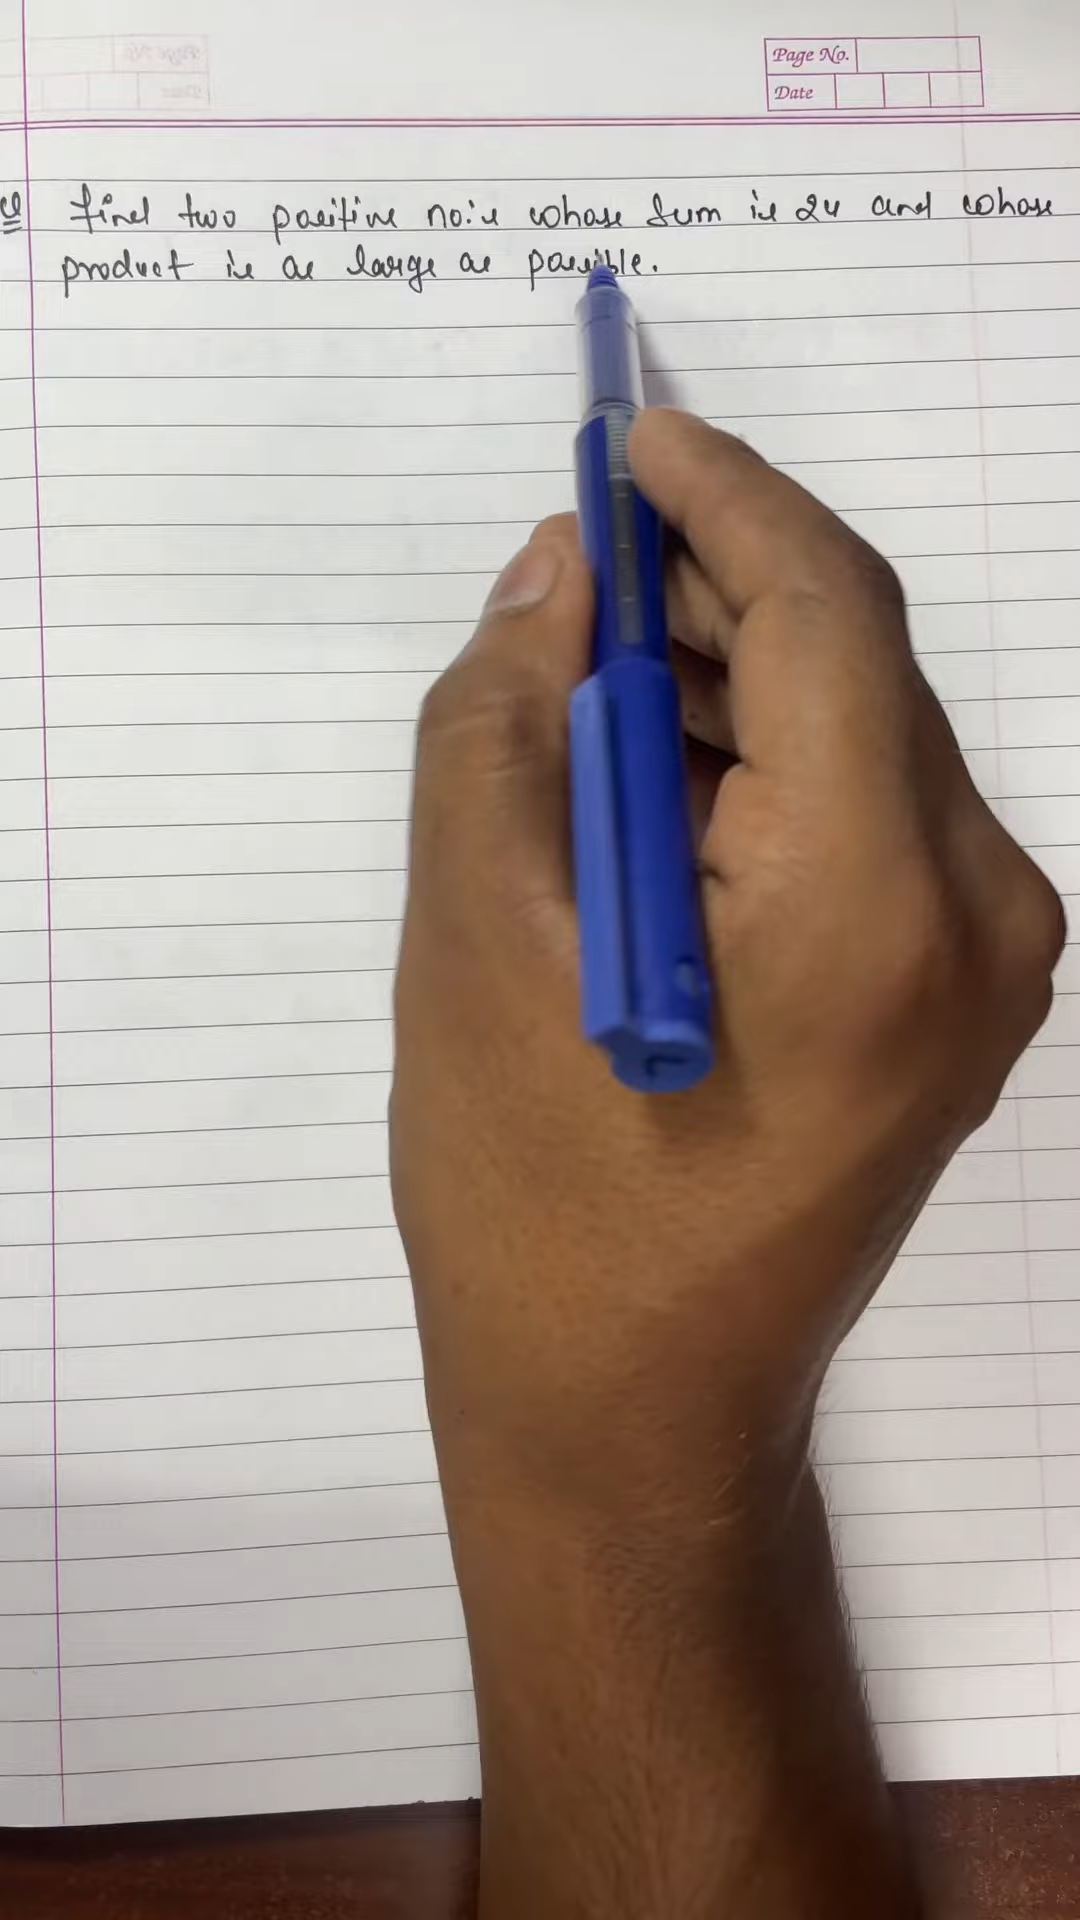 Page No.
Date
Q find two positive no.'s whose sum is 24 and whose
product is as large as possible.